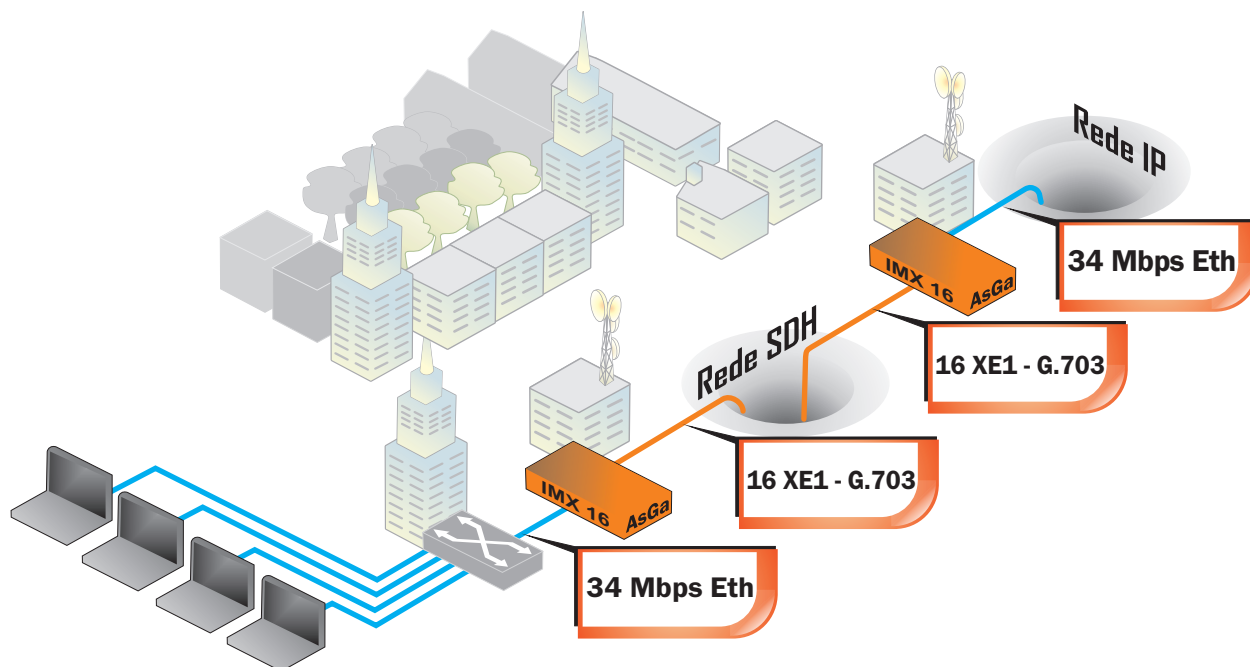 Rede IP
34 Mbps Eth
IMX 16
AsGa
16 XE1 - G.703
Rede SDH
16 XE1 - G.703
IMX 16
AsGa
34 Mbps Eth